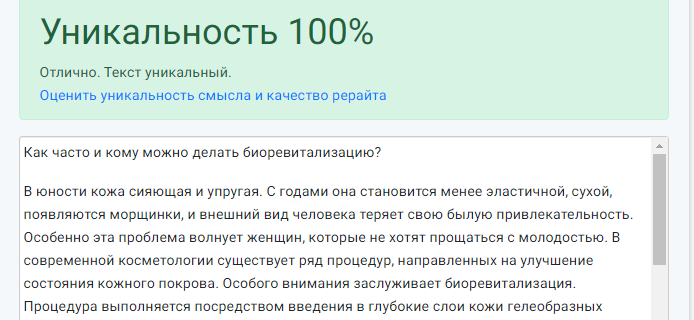 Уникальность 100%
Отлично. Текст уникальный.
Оценить уникальность смысла и качество рерайта
Как часто и кому можно делать биоревитализацию?
В юности кожа сияющая и упругая. С годами она становится менее эластичной, сухой,
появляются морщинки, и внешний вид человека теряет свою былую привлекательность.
Особенно эта проблема волнует женщин, которые не хотят прощаться с молодостью. В
современной косметологии существует ряд процедур, направленных на улучшение
состояния кожного покрова. Особого внимания заслуживает биоревитализация.
Процедура выполняется посредством введения в глубокие слои кожи гелеобразных